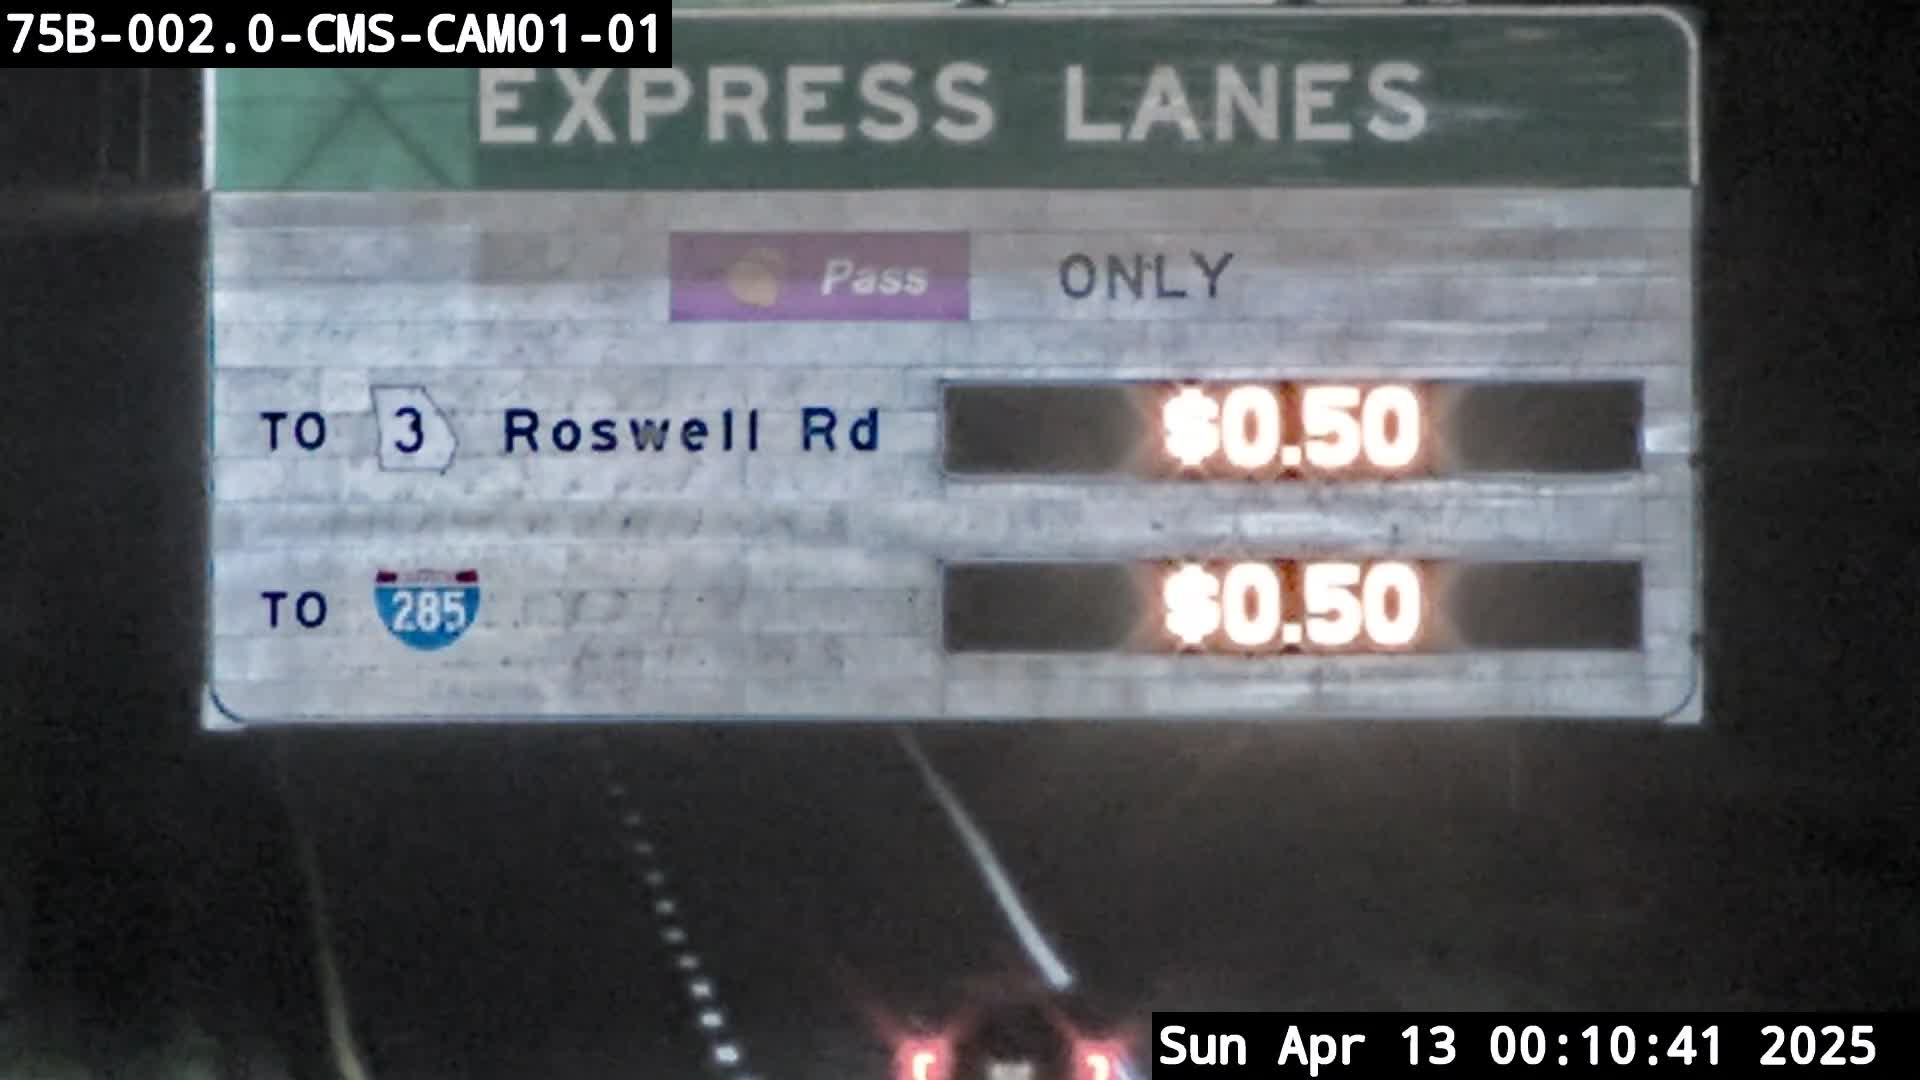 75B-002.0-CMS-CAM01-01
EXPRESS LANES
Pass ONLY
TO 3 Roswell Rd $0.50
TO 285 $0.50
Sun Apr 13 00:10:41 2025